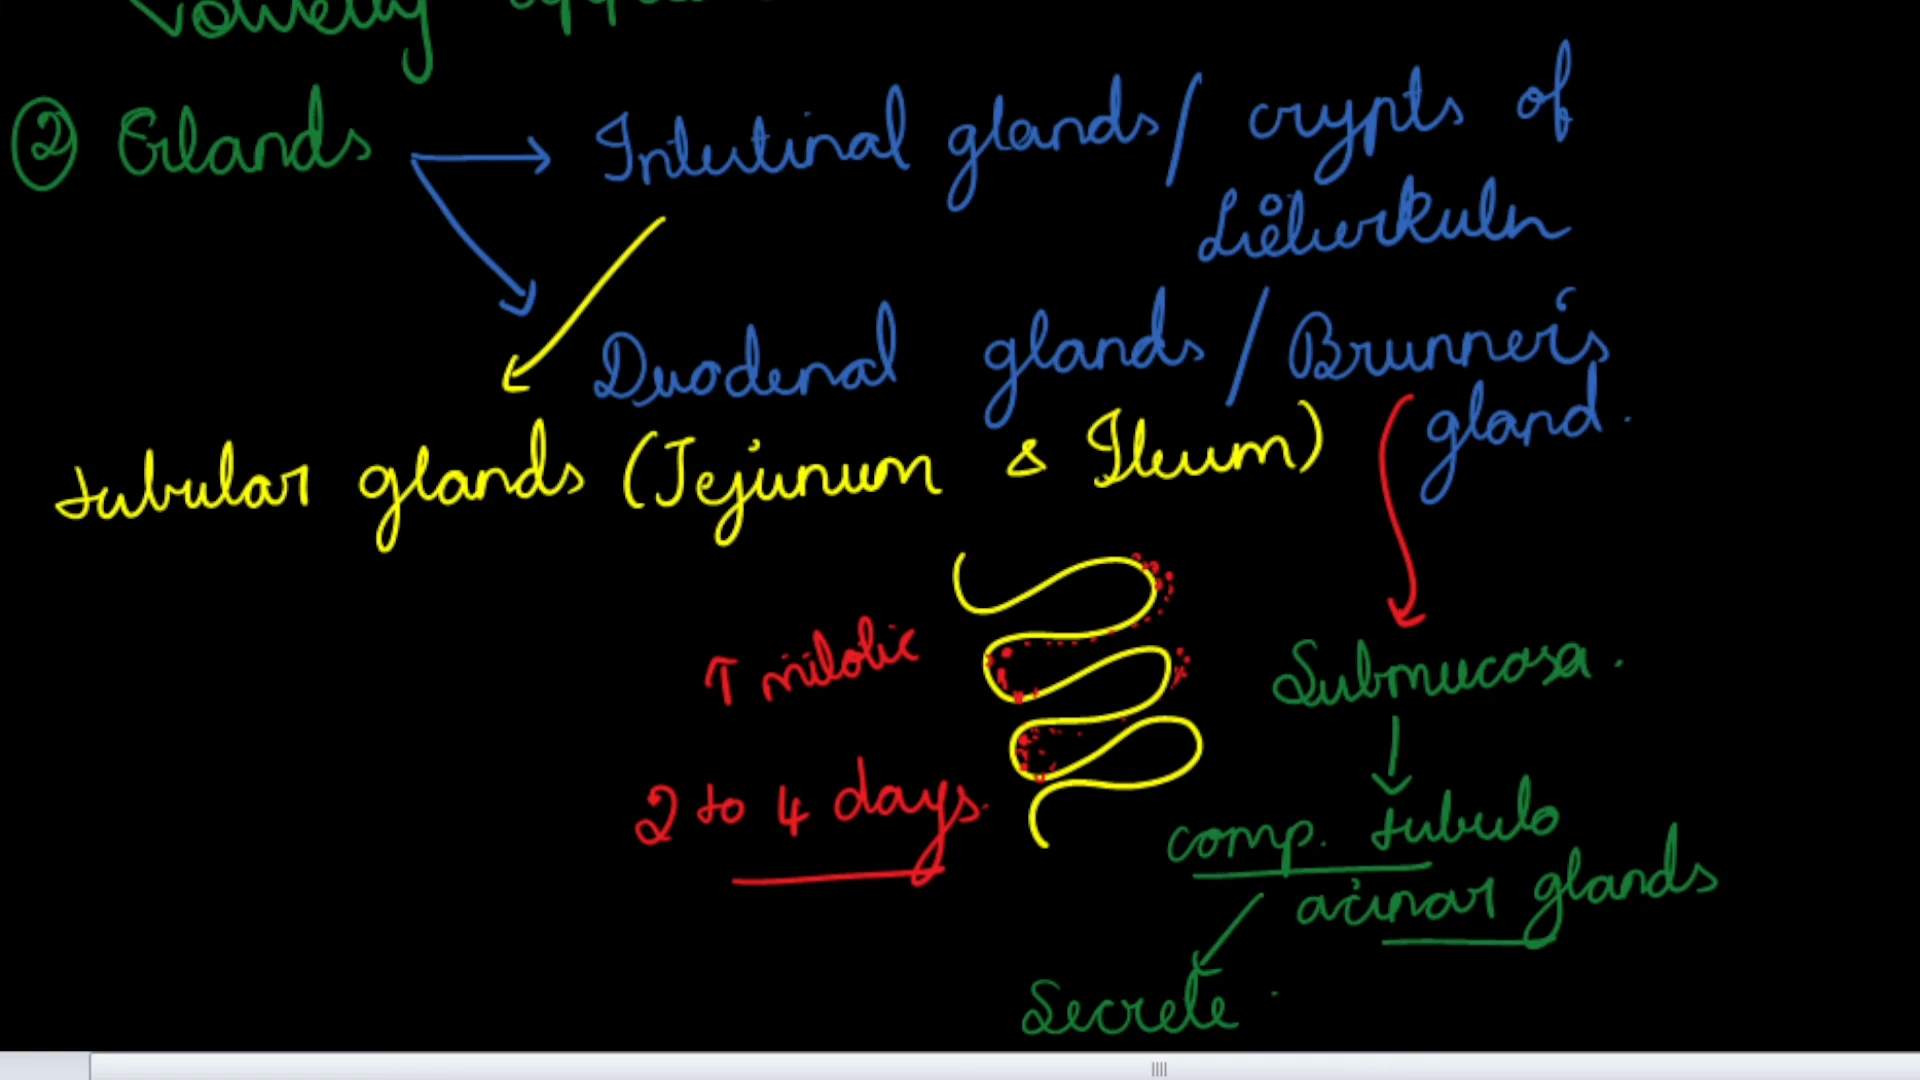 ② Glands → Intestinal glands / crypts of
Lieberkuhn
Duodenal glands / Brunner's
gland.
tubular glands (Jejunum & Ileum)
↑ mitotic
Submucosa.
2 to 4 days.
comp. tubulo
acinar glands
Secrete